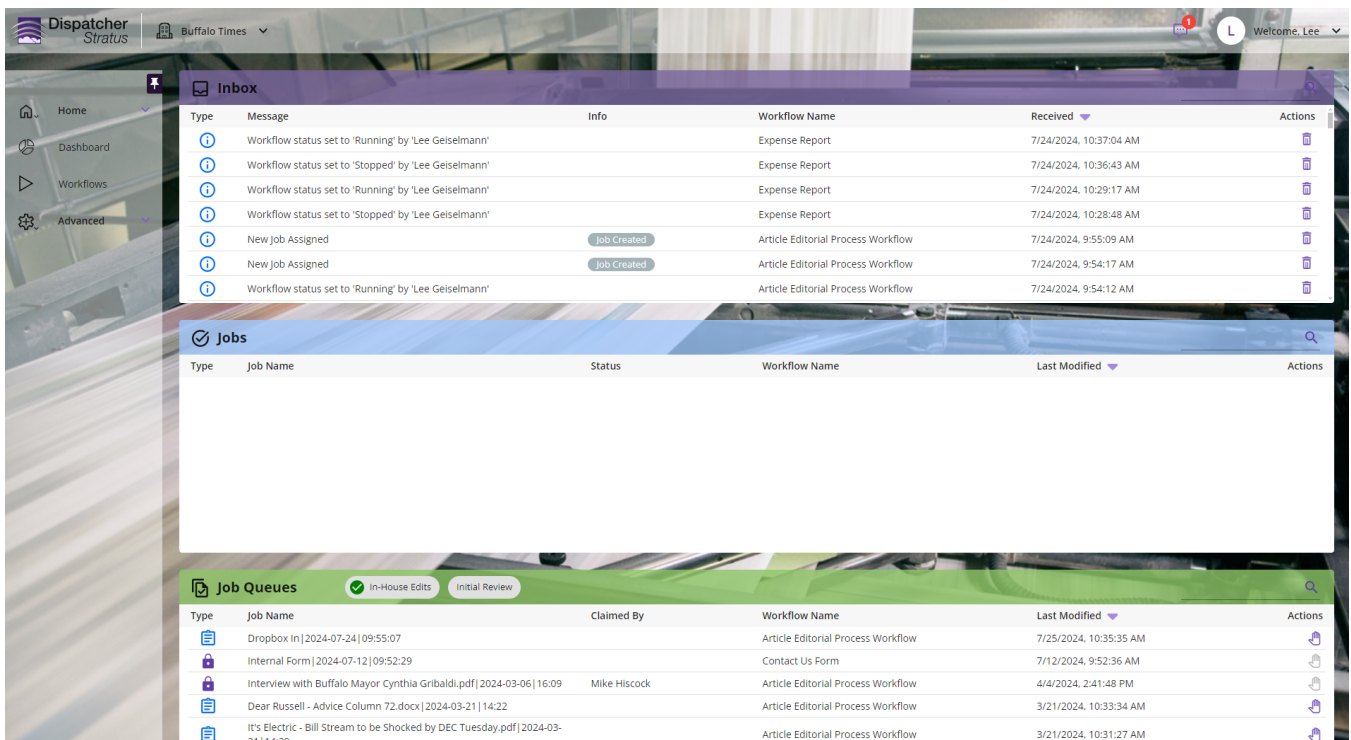 Dispatcher
Stratus
Buffalo Times
1
L
Welcome, Lee
Home
Dashboard
Workflows
Advanced
Inbox
Type Message Info Workflow Name Received Actions
Workflow status set to 'Running' by 'Lee Geiselmann' Expense Report 7/24/2024, 10:37:04 AM
Workflow status set to 'Stopped' by 'Lee Geiselmann' Expense Report 7/24/2024, 10:36:43 AM
Workflow status set to 'Running' by 'Lee Geiselmann' Expense Report 7/24/2024, 10:29:17 AM
Workflow status set to 'Stopped' by 'Lee Geiselmann' Expense Report 7/24/2024, 10:28:48 AM
New Job Assigned Job Created Article Editorial Process Workflow 7/24/2024, 9:55:09 AM
New Job Assigned Job Created Article Editorial Process Workflow 7/24/2024, 9:54:17 AM
Workflow status set to 'Running' by 'Lee Geiselmann' Article Editorial Process Workflow 7/24/2024, 9:54:12 AM
Jobs
Type Job Name Status Workflow Name Last Modified Actions
Job Queues In-House Edits Initial Review
Type Job Name Claimed By Workflow Name Last Modified Actions
Dropbox In|2024-07-24|09:55:07 Article Editorial Process Workflow 7/25/2024, 10:35:35 AM
Internal Form|2024-07-12|09:52:29 Contact Us Form 7/12/2024, 9:52:36 AM
Interview with Buffalo Mayor Cynthia Gribaldi.pdf|2024-03-06|16:09 Mike Hiscock Article Editorial Process Workflow 4/4/2024, 2:41:48 PM
Dear Russell - Advice Column 72.docx|2024-03-21|14:22 Article Editorial Process Workflow 3/21/2024, 10:33:34 AM
It's Electric - Bill Stream to be Shocked by DEC Tuesday.pdf|2024-03- Article Editorial Process Workflow 3/21/2024, 10:31:27 AM